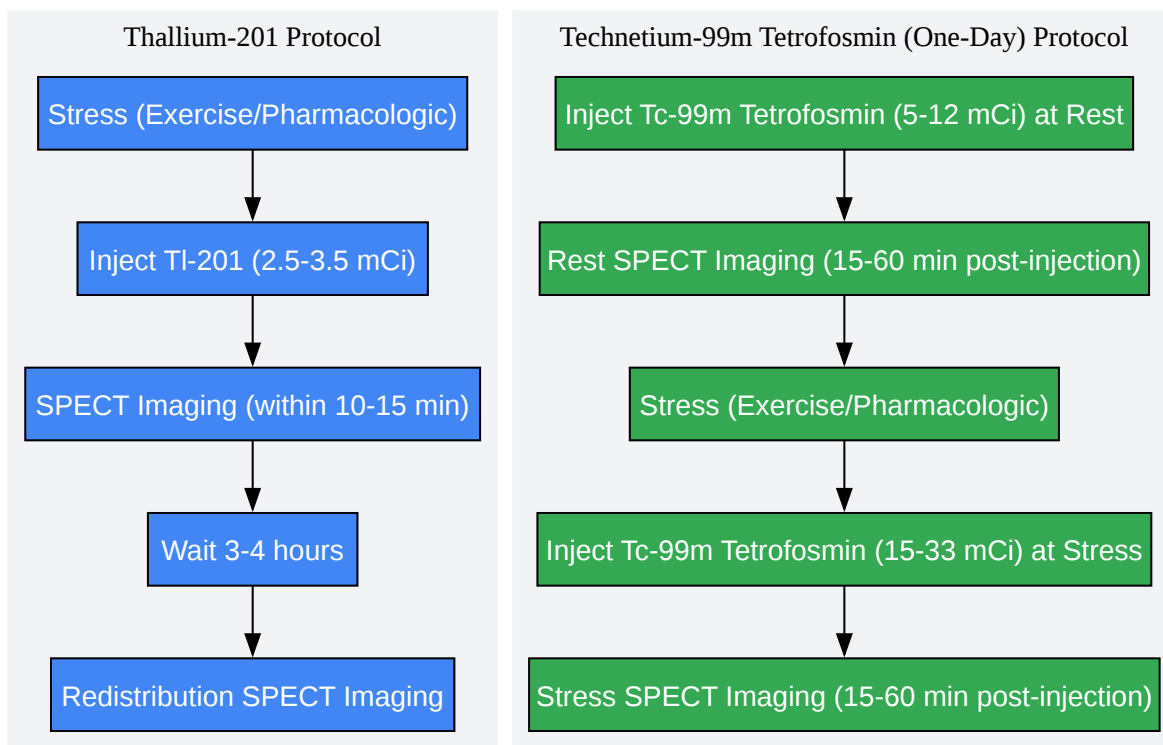 Thallium-201 Protocol
Stress (Exercise/Pharmacologic)
Inject Tl-201 (2.5-3.5 mCi)
SPECT Imaging (within 10-15 min)
Wait 3-4 hours
Redistribution SPECT Imaging
Technetium-99m Tetrofosmin (One-Day) Protocol
Inject Tc-99m Tetrofosmin (5-12 mCi) at Rest
Rest SPECT Imaging (15-60 min post-injection)
Stress (Exercise/Pharmacologic)
Inject Tc-99m Tetrofosmin (15-33 mCi) at Stress
Stress SPECT Imaging (15-60 min post-injection)